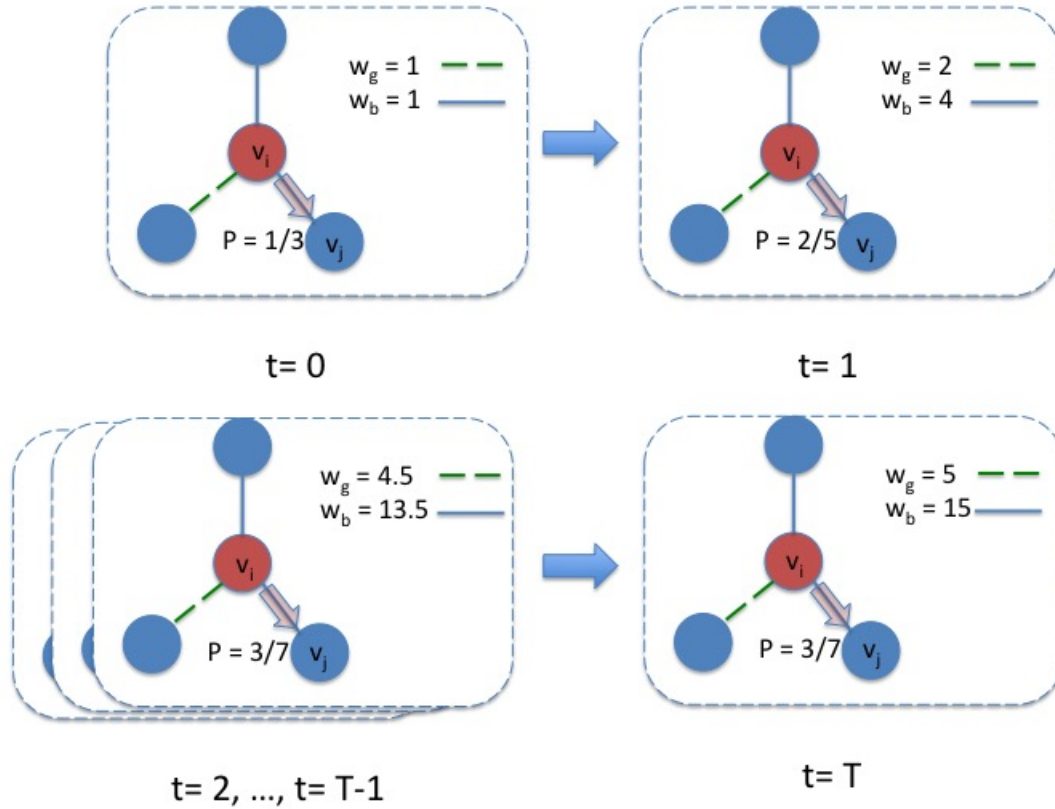 w_g = 1
w_b = 1
v_i
P = 1/3
v_j
t= 0
w_g = 2
w_b = 4
v_i
P = 2/5
v_j
t= 1
w_g = 4.5
w_b = 13.5
v_i
P = 3/7
v_j
t= 2, ..., t= T-1
w_g = 5
w_b = 15
v_i
P = 3/7
v_j
t= T